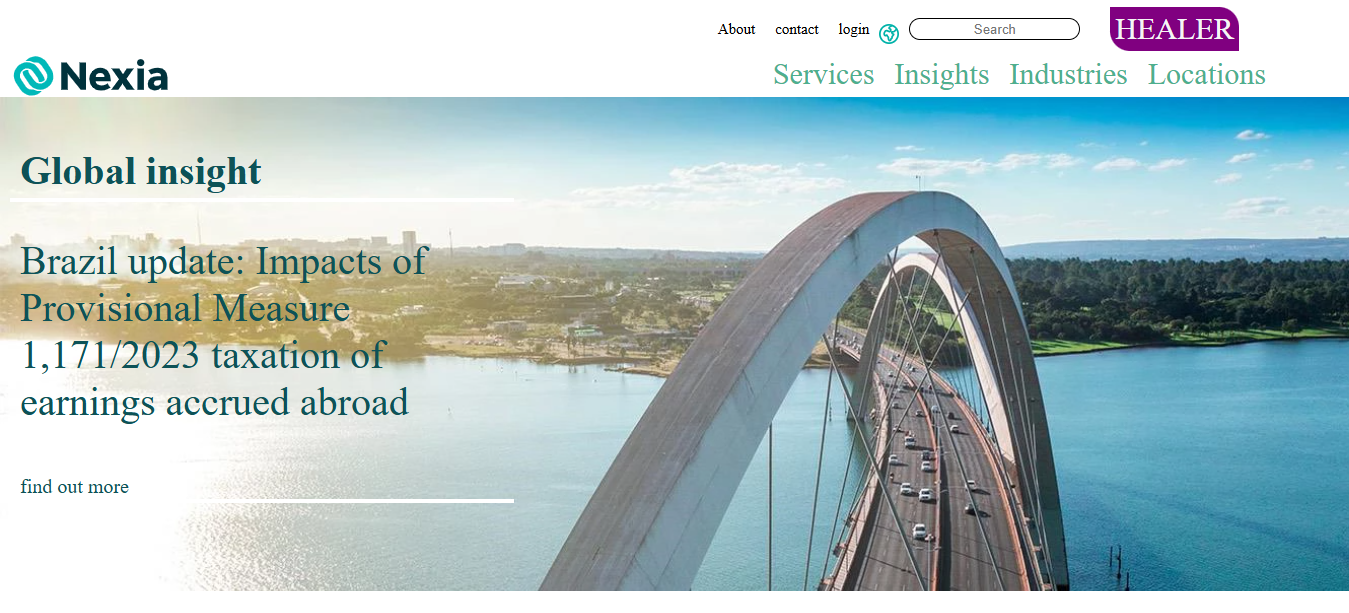 About contact login Search HEALER
Nexia
Services Insights Industries Locations
Global insight
Brazil update: Impacts of
Provisional Measure
1,171/2023 taxation of
earnings accrued abroad
find out more